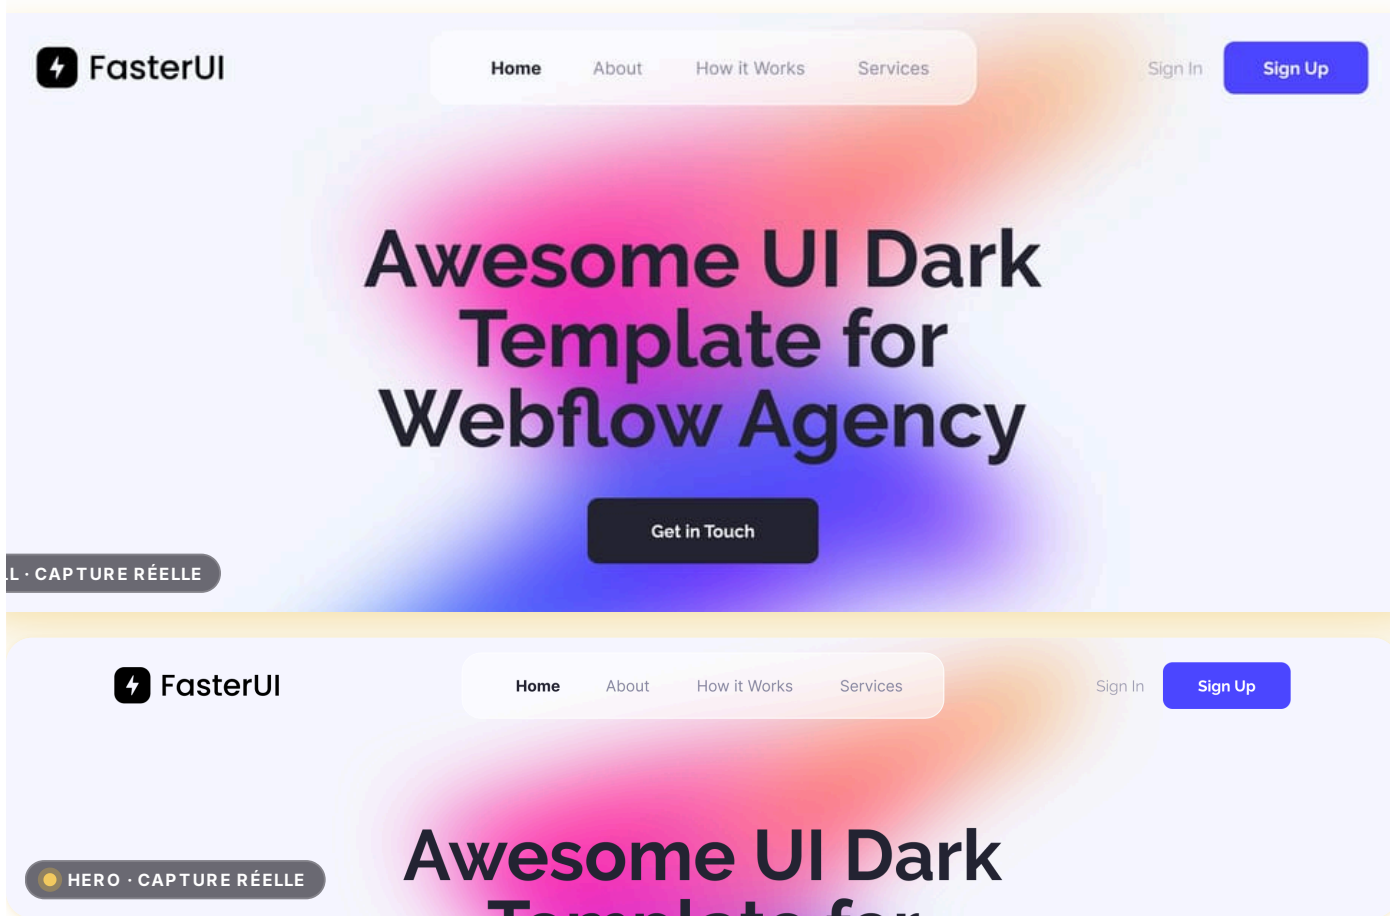 FasterUI
Home About How it Works Services
Sign In
Sign Up
Awesome UI Dark
Template for
Webflow Agency
Get in Touch
· CAPTURE RÉELLE
FasterUI
Home About How it Works Services
Sign In
Sign Up
Awesome UI Dark
Template for
HERO · CAPTURE RÉELLE